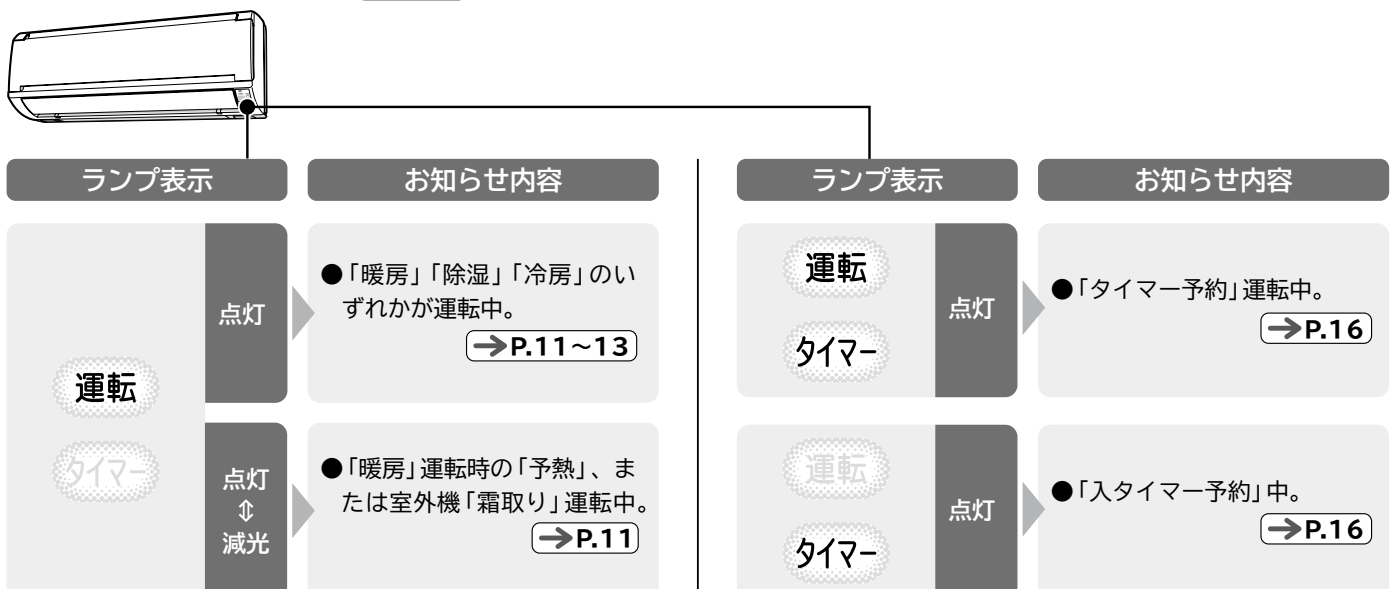 ランプ表示
お知らせ内容
運転
タイマー
点灯
●「暖房」「除湿」「冷房」のい
ずれかが運転中。
→P.11~13
点灯
⇕
減光
●「暖房」運転時の「予熱」、ま
たは室外機「霜取り」運転中。
→P.11
ランプ表示
お知らせ内容
運転
タイマー
点灯
●「タイマー予約」運転中。
→P.16
運転
タイマー
点灯
●「入タイマー予約」中。
→P.16